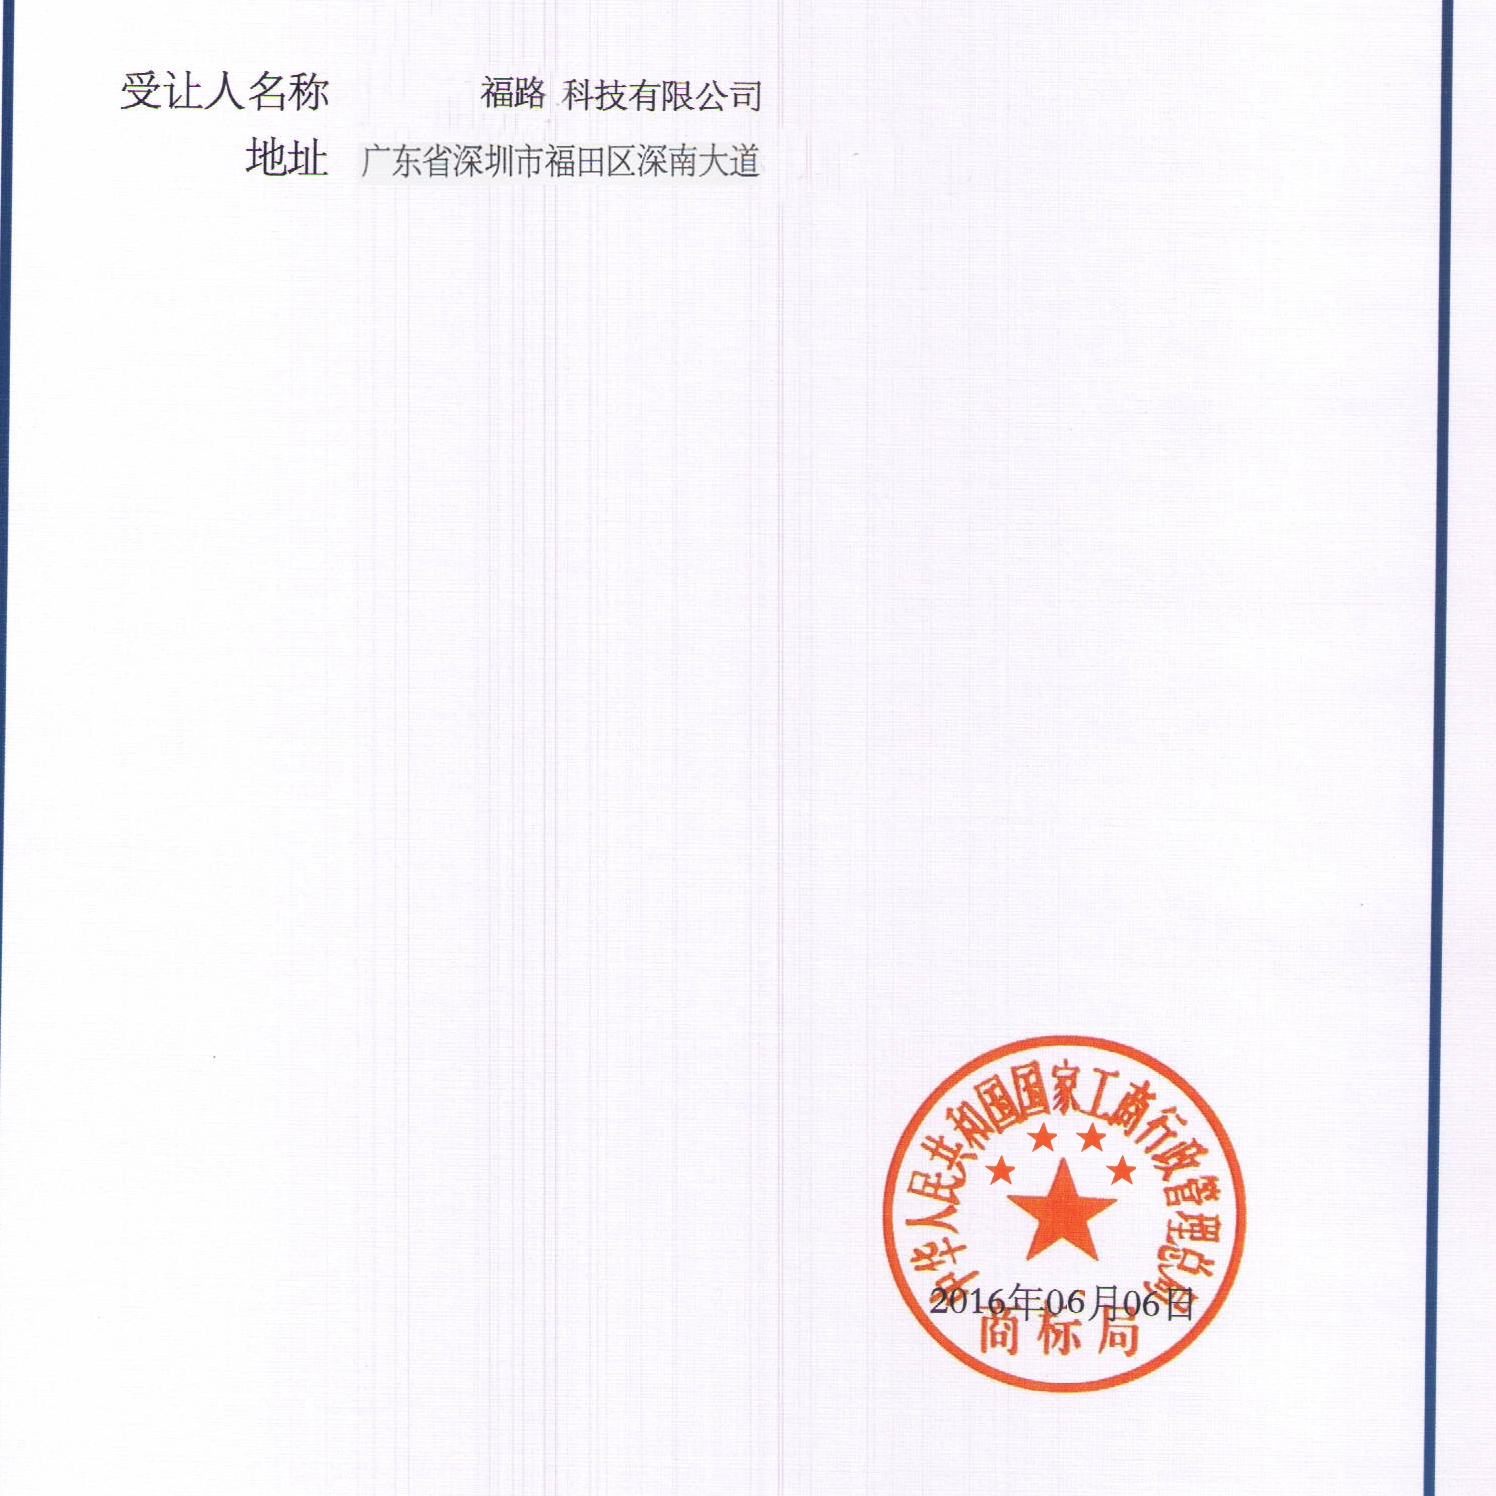 受让人名称 福路 科技有限公司
地址 广东省深圳市福田区深南大道
中华人民共和国国家工商行政管理总局
2016年06月06日
商标局